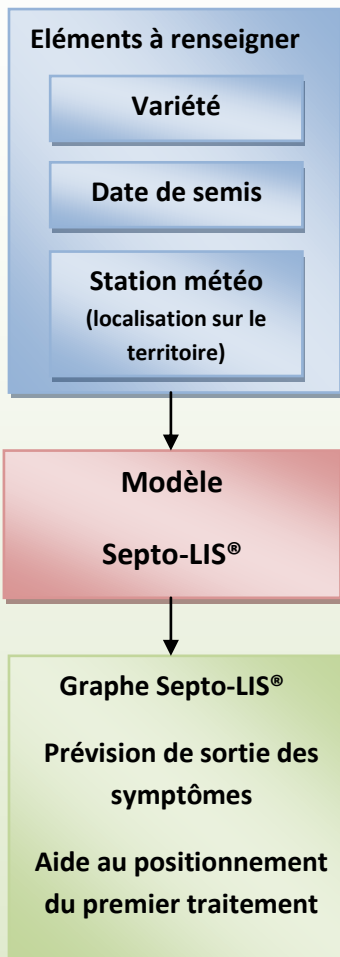 Eléments à renseigner
Variété
Date de semis
Station météo
(localisation sur le
territoire)
Modèle
Septo-LIS®
Graphe Septo-LIS®
Prévision de sortie des
symptômes
Aide au positionnement
du premier traitement